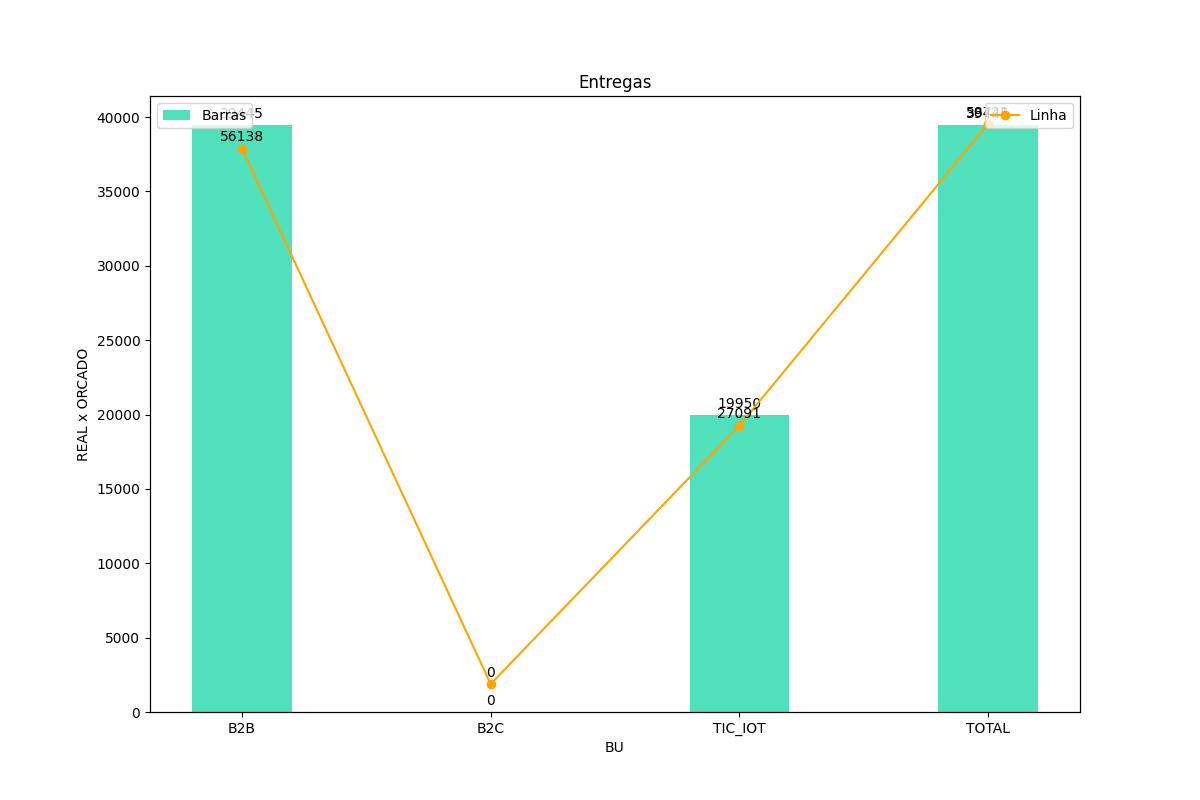 Entregas
Barras
Linha
56138
19950
27091
0
0
40000
35000
30000
25000
20000
15000
10000
5000
0
REAL x ORCADO
B2B
B2C
TIC_IOT
TOTAL
BU